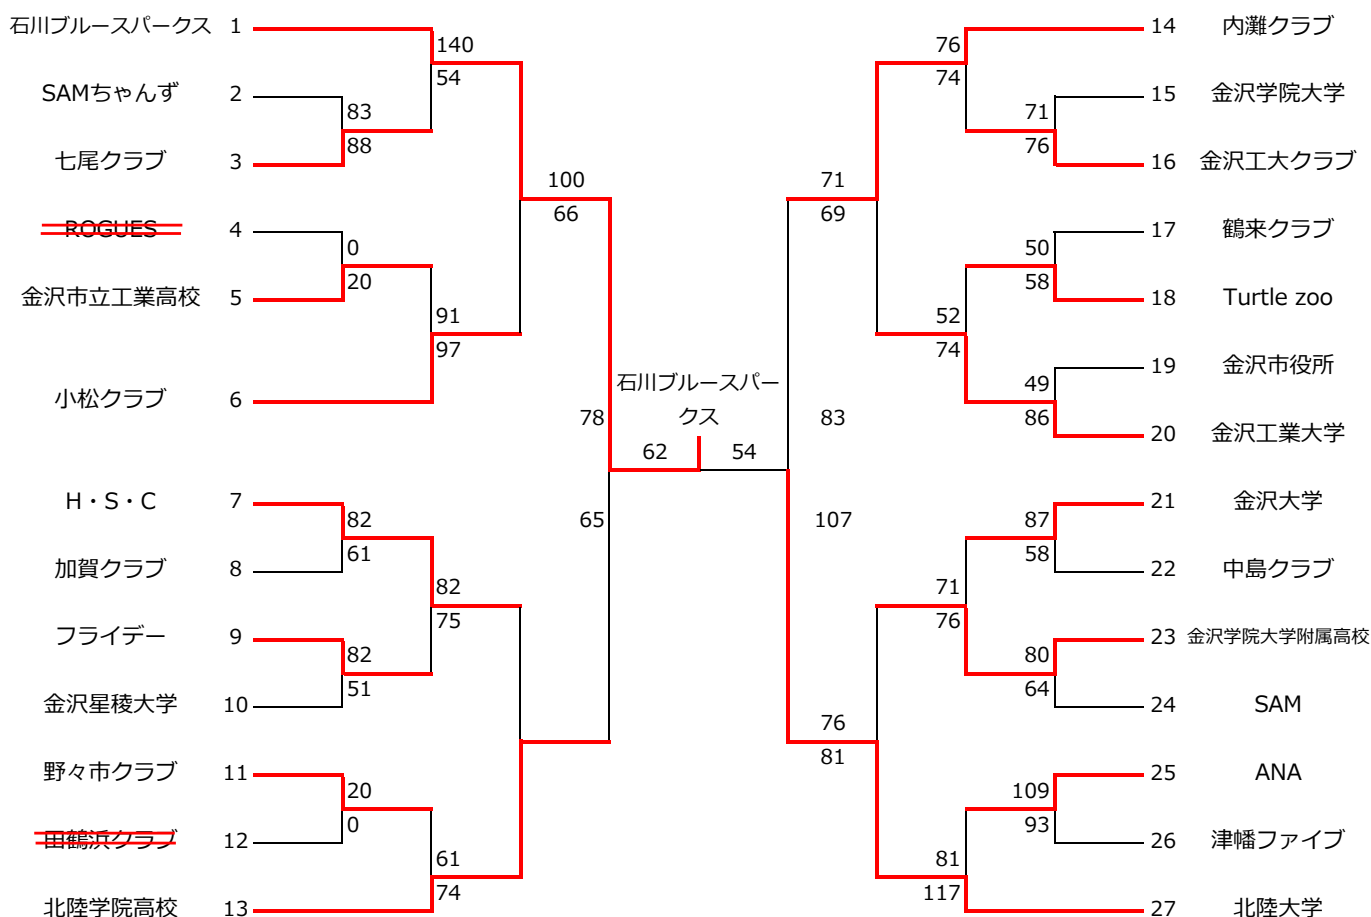 石川ブルースパークス 1
140
54
SAMちゃんず 2
83
88
七尾クラブ 3
100
66
ROGUES 4
0
20
金沢市立工業高校 5
91
97
小松クラブ 6
78
65
H・S・C 7
82
61
加賀クラブ 8
82
75
フライデー 9
82
51
金沢星稜大学 10
野々市クラブ 11
20
0
田鶴浜クラブ 12
61
74
北陸学院高校 13
石川ブルースパー
クス
62 54
14 内灘クラブ
76
74
15 金沢学院大学
71
76
16 金沢工大クラブ
71
69
17 鶴来クラブ
50
58
18 Turtle zoo
52
74
19 金沢市役所
49
86
20 金沢工業大学
83
107
21 金沢大学
87
58
22 中島クラブ
71
76
23 金沢学院大学附属高校
80
64
24 SAM
76
81
25 ANA
109
93
26 津幡ファイブ
81
117
27 北陸大学